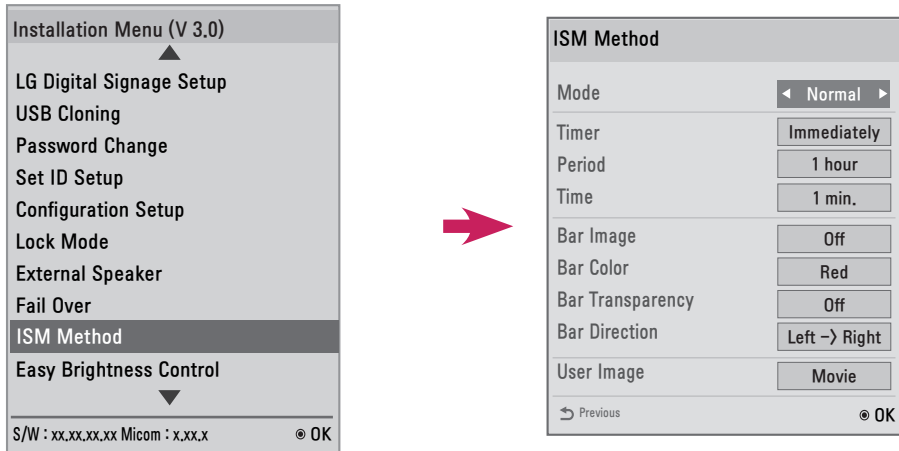 Installation Menu (V 3.0)
LG Digital Signage Setup
USB Cloning
Password Change
Set ID Setup
Configuration Setup
Lock Mode
External Speaker
Fail Over
ISM Method
Easy Brightness Control
S/W : xx.xx.xx.xx Micom : x.xx.x ◉ OK
ISM Method
Mode ◀ Normal ▶
Timer Immediately
Period 1 hour
Time 1 min.
Bar Image Off
Bar Color Red
Bar Transparency Off
Bar Direction Left -> Right
User Image Movie
Previous ◉ OK